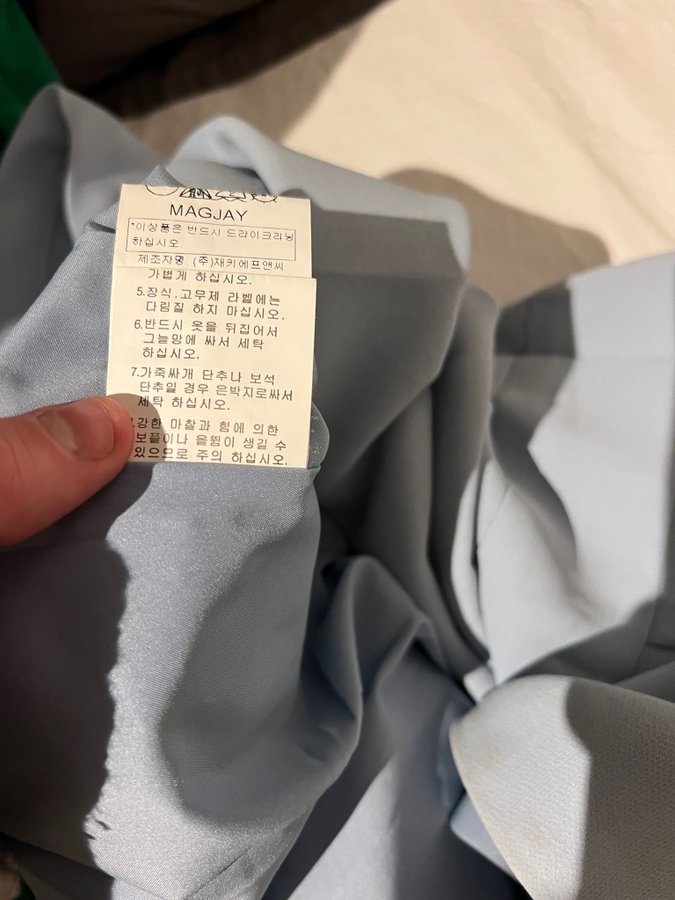 MAGJAY
*이상품은 반드시 드라이크리닝
하십시오
제조자명 (주)재키에프앤씨
가볍게 하십시오.
5.장식.고무제 라벨에는
다림질 하지 마십시오.
6.반드시 옷을 뒤집어서
그늘망에 싸서 세탁
하십시오.
7.가죽싸개 단추나 보석
단추일 경우 은박지로싸서
세탁 하십시오.
강한 마찰과 힘에 의한
보풀이나 올뜀이 생길 수
있으므로 주의 하십시오.